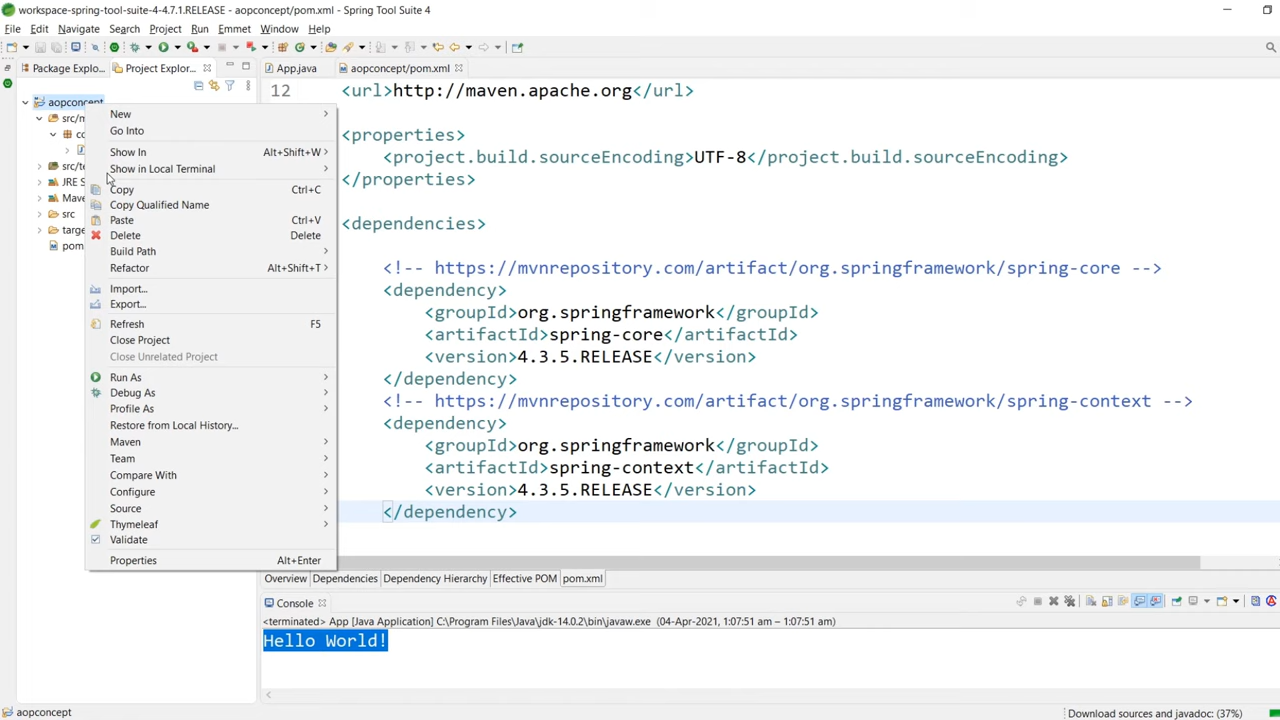 workspace-spring-tool-suite-4-4.7.1.RELEASE - aopconcept/pom.xml - Spring Tool Suite 4
File Edit Navigate Search Project Run Emmet Window Help
Package Explo... Project Explor... App.java aopconcept/pom.xml
12 <url>http://maven.apache.org</url>
aopconcept
New
src/m
Go Into
<properties>
Show In Alt+Shift+W
<project.build.sourceEncoding>UTF-8</project.build.sourceEncoding>
src/te
Show in Local Terminal
JRE S
Copy Ctrl+C
</properties>
Mave
Copy Qualified Name
src
Paste Ctrl+V
<dependencies>
targe
Delete Delete
pom
Build Path
Refactor Alt+Shift+T
<!-- https://mvnrepository.com/artifact/org.springframework/spring-core -->
Import...
<dependency>
Export...
<groupId>org.springframework</groupId>
Refresh F5
<artifactId>spring-core</artifactId>
Close Project
<version>4.3.5.RELEASE</version>
Close Unrelated Project
</dependency>
Run As
<!-- https://mvnrepository.com/artifact/org.springframework/spring-context -->
Debug As
Profile As
<dependency>
Restore from Local History...
<groupId>org.springframework</groupId>
Maven
Team
<artifactId>spring-context</artifactId>
Compare With
<version>4.3.5.RELEASE</version>
Configure
</dependency>
Source
Thymeleaf
Validate
Properties Alt+Enter
Overview Dependencies Dependency Hierarchy Effective POM pom.xml
Console
<terminated> App [Java Application] C:\Program Files\Java\jdk-14.0.2\bin\javaw.exe (04-Apr-2021, 1:07:51 am – 1:07:51 am)
Hello World!
aopconcept
Download sources and javadoc: (37%)